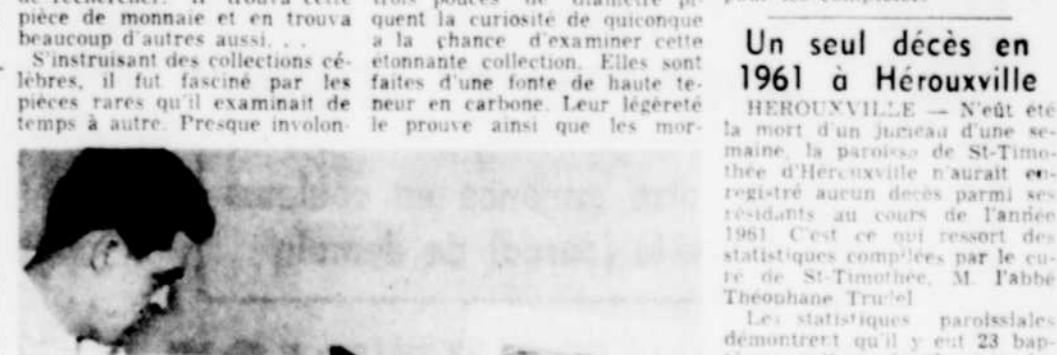 pièce de monnaie et en trouva
beaucoup d'autres aussi. . .
S'instruisant des collections cé-
lèbres, il fut fasciné par les
pièces rares qu'il examinait de
temps à autre. Presque involon-
trois pouces de diamètre pi-
quent la curiosité de quiconque
a la chance d'examiner cette
étonnante collection. Elles sont
faites d'une fonte de haute te-
neur en carbone. Leur légèreté
le prouve ainsi que les mor-
Un seul décès en
1961 à Hérouxville
HEROUXVILLE — N'eût été
la mort d'un jumeau d'une se-
maine, la paroisse de St-Timo-
thée d'Hérouxville n'aurait en-
registré aucun décès parmi ses
résidants au cours de l'année
1961. C'est ce qui ressort des
statistiques compilées par le cu-
ré de St-Timothée, M. l'abbé
Théophane Trudel
Les statistiques paroissiales
démontrent qu'il y eut 23 bap-